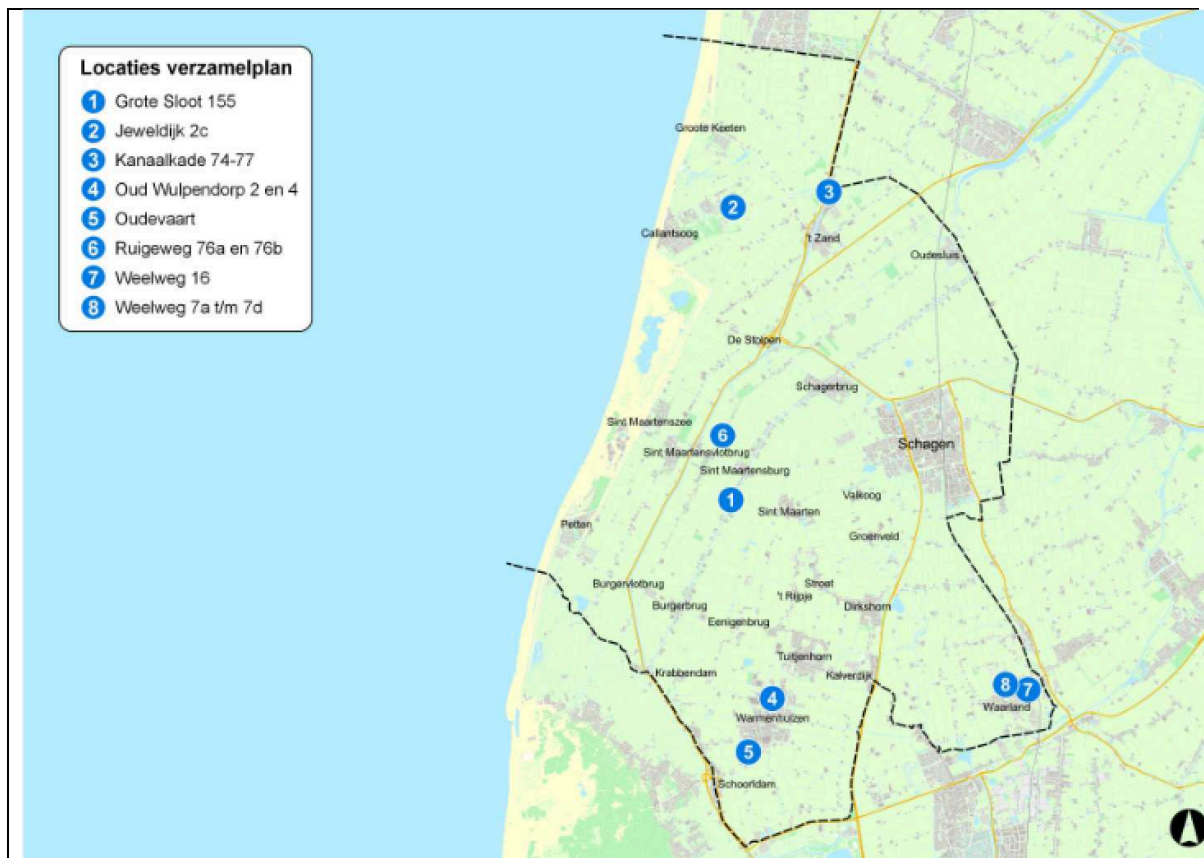 Locaties verzamelplan
1 Grote Sloot 155
2 Jeweldijk 2c
3 Kanaalkade 74-77
4 Oud Wulpendorp 2 en 4
5 Oudevaart
6 Ruigeweg 76a en 76b
7 Weelweg 16
8 Weelweg 7a t/m 7d
Groote Keeten
3
2
Callantsoog
't Zand
Oudesluis
De Stolpen
Schagerbrug
Sint Maartenszee
6
Schagen
Sint Maartensvlotbrug
Sint Maartensburg
1
Valkoog
Sint Maarten
Petten
Groenveld
Burgervlotbrug
Stroet
't Rijpje
Burgerbrug
Dirkshorn
Eenigenbrug
Tuitjenhorn
Krabbendam
Kalverdijk
8
7
4
Waarland
Warmenhuizen
5
Schoorldam